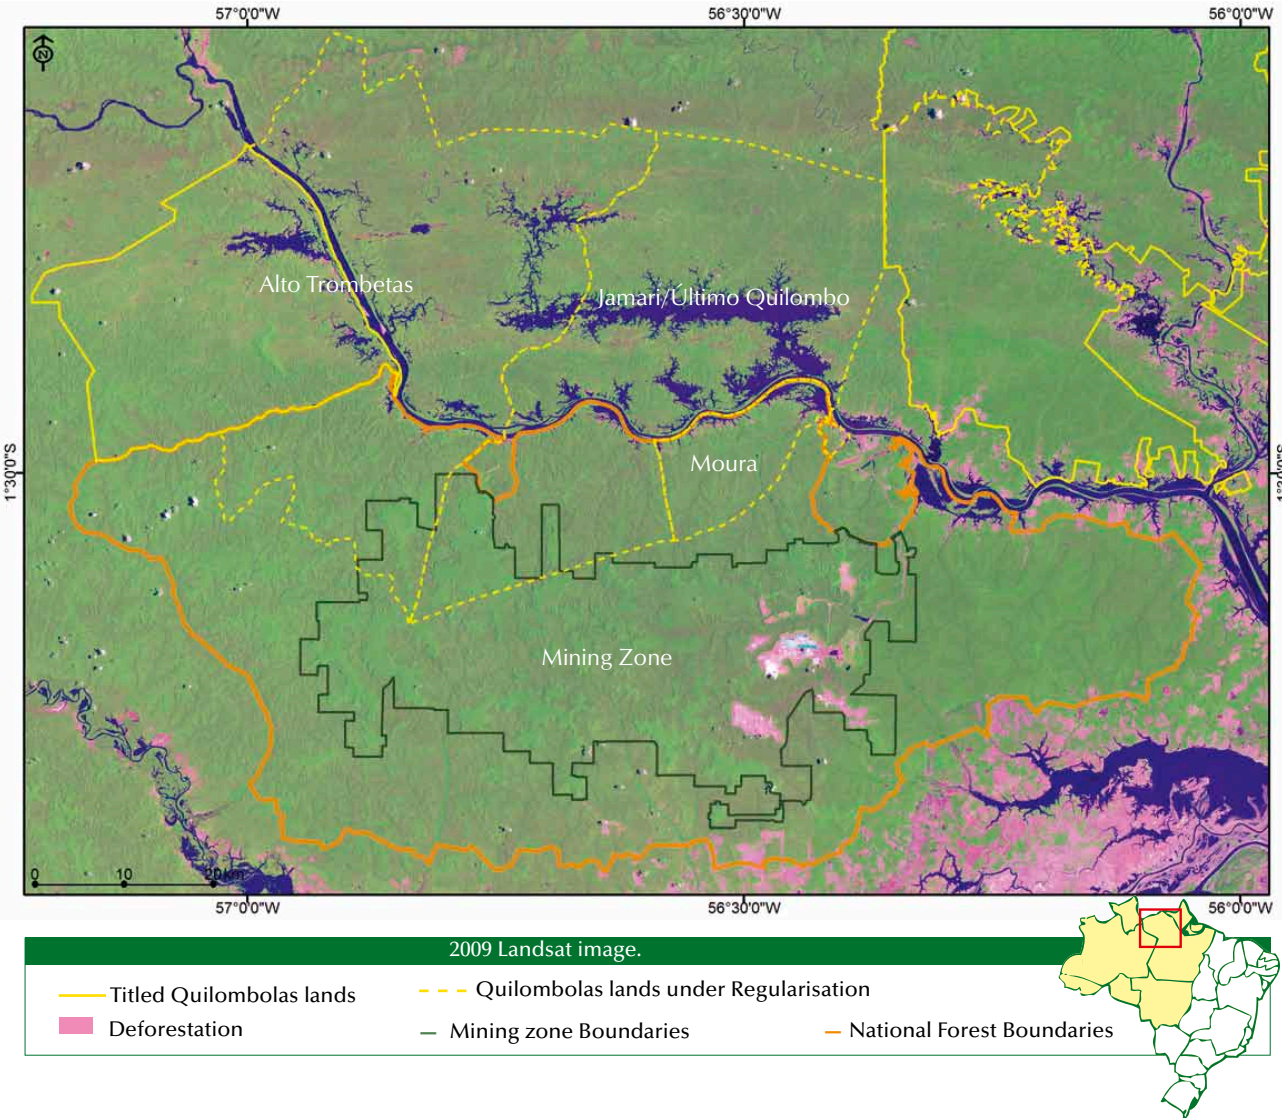 57°0'0"W 56°30'0"W 56°0'0"W
N
Alto Trombetas
Jamari/Último Quilombo
1°30'0"S
Moura
Mining Zone
0 10 20 km
57°0'0"W 56°30'0"W 56°0'0"W
2009 Landsat image.
Titled Quilombolas lands
Quilombolas lands under Regularisation
Deforestation
Mining zone Boundaries
National Forest Boundaries